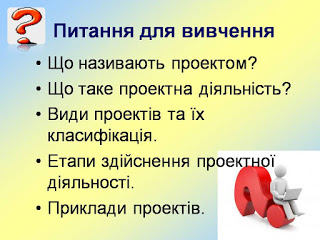 Питання для вивчення
• Що називають проектом?
• Що таке проектна діяльність?
• Види проектів та їх
класифікація.
• Етапи здійснення проектної
діяльності.
• Приклади проектів.